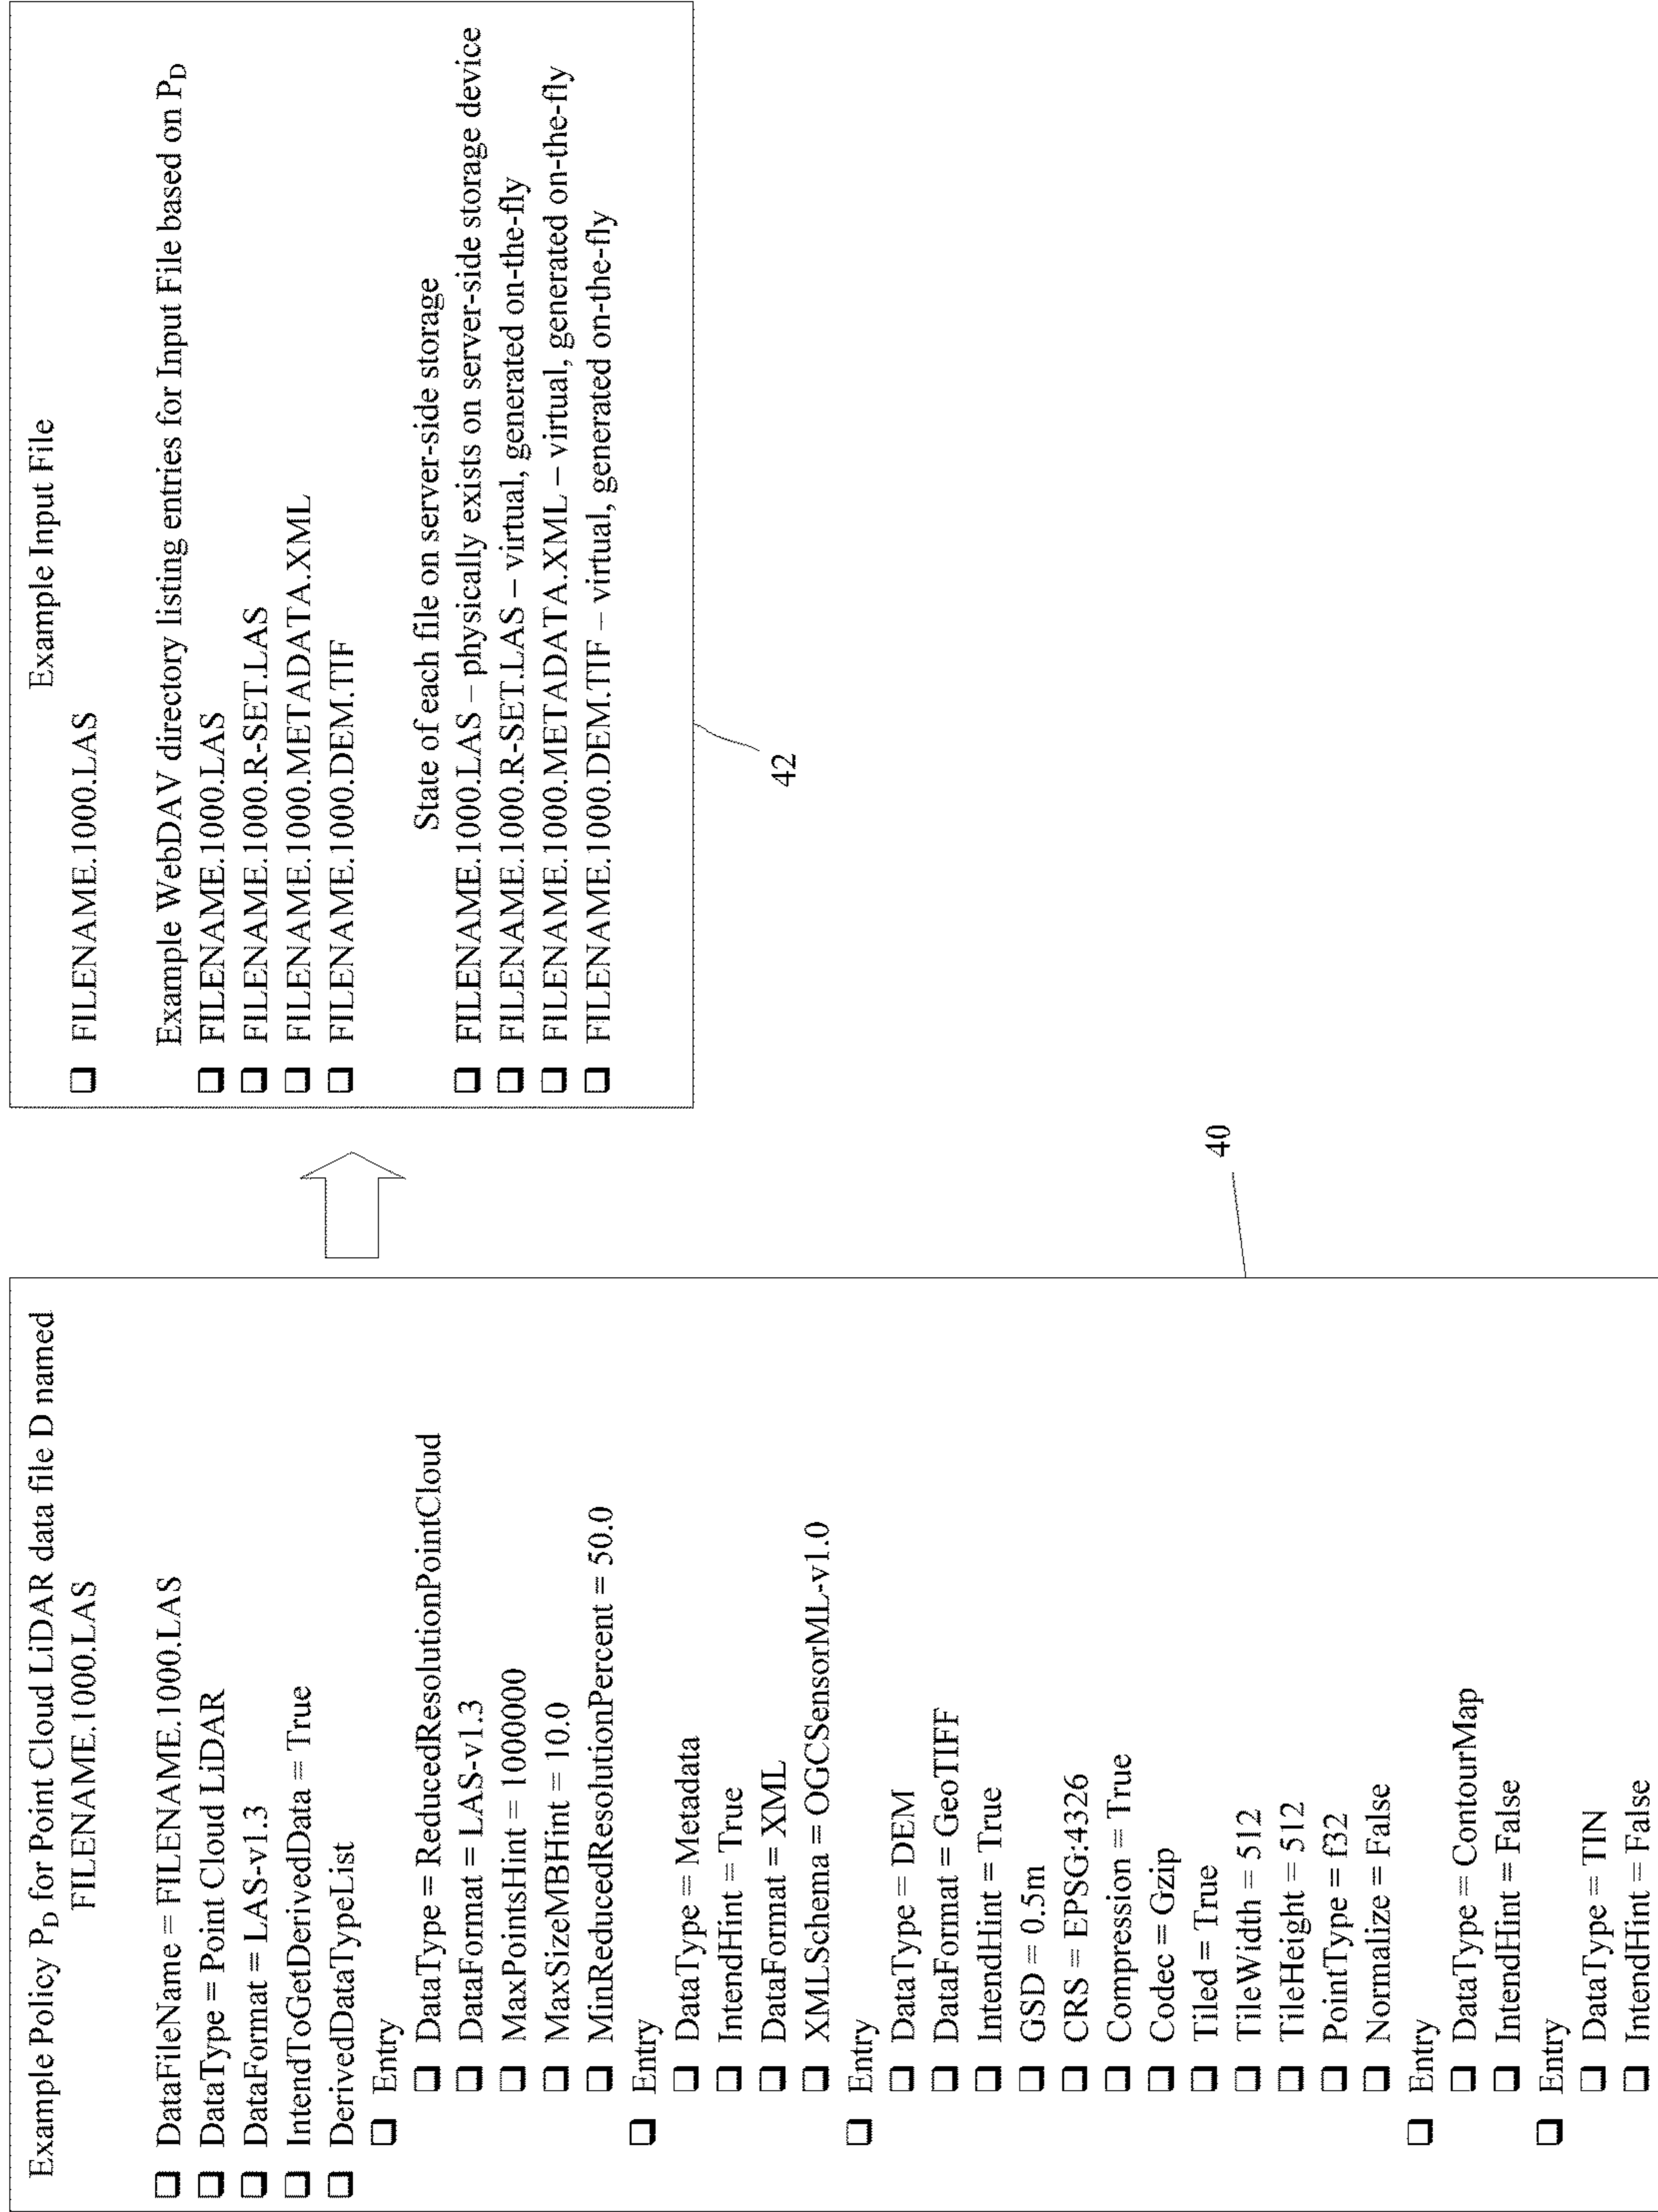 Example Policy P_D for Point Cloud LiDAR data file D named
FILENAME.1000.LAS
DataFileName = FILENAME.1000.LAS
DataType = Point Cloud LiDAR
DataFormat = LAS-v1.3
IntendToGetDerivedData = True
DerivedDataTypeList
Entry
DataType = ReducedResolutionPointCloud
DataFormat = LAS-v1.3
MaxPointsHint = 1000000
MaxSizeMBHint = 10.0
MinReducedResolutionPercent = 50.0
Entry
DataType = Metadata
IntendHint = True
DataFormat = XML
XMLSchema = OGCSensorML-v1.0
Entry
DataType = DEM
DataFormat = GeoTIFF
IntendHint = True
GSD = 0.5m
CRS = EPSG:4326
Compression = True
Codec = Gzip
Tiled = True
TileWidth = 512
TileHeight = 512
PointType = f32
Normalize = False
Entry
DataType = ContourMap
IntendHint = False
Entry
DataType = TIN
IntendHint = False
40
Example Input File
FILENAME.1000.LAS
Example WebDAV directory listing entries for Input File based on P_D
FILENAME.1000.LAS
FILENAME.1000.R-SET.LAS
FILENAME.1000.METADATA.XML
FILENAME.1000.DEM.TIF
State of each file on server-side storage
FILENAME.1000.LAS – physically exists on server-side storage device
FILENAME.1000.R-SET.LAS – virtual, generated on-the-fly
FILENAME.1000.METADATA.XML – virtual, generated on-the-fly
FILENAME.1000.DEM.TIF – virtual, generated on-the-fly
42